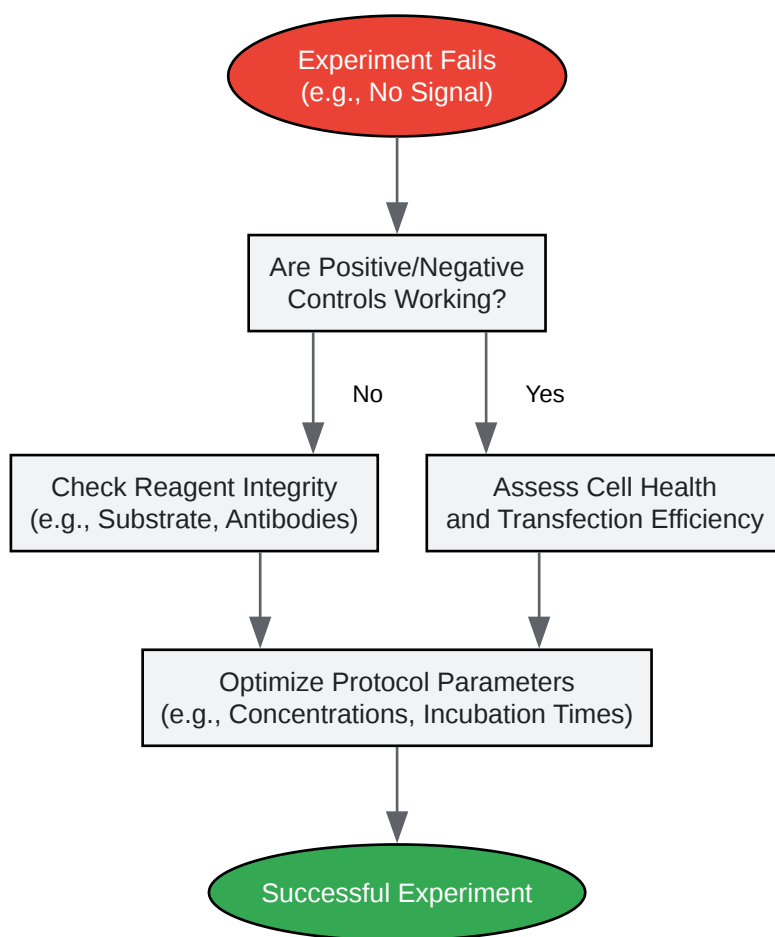 Experiment Fails
(e.g., No Signal)
Are Positive/Negative
Controls Working?
No
Yes
Check Reagent Integrity
(e.g., Substrate, Antibodies)
Assess Cell Health
and Transfection Efficiency
Optimize Protocol Parameters
(e.g., Concentrations, Incubation Times)
Successful Experiment